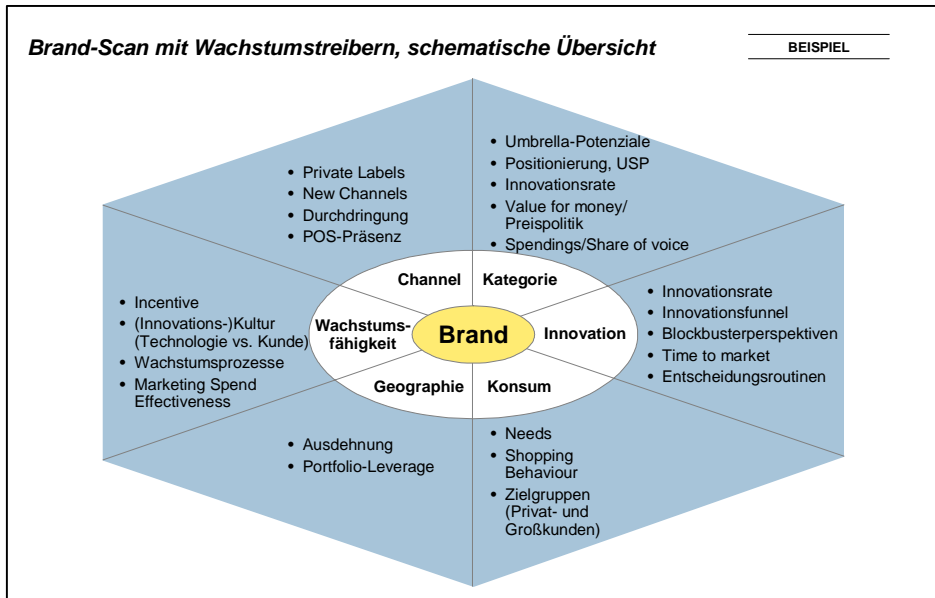 Brand-Scan mit Wachstumstreibern, schematische Übersicht
BEISPIEL
• Private Labels
• New Channels
• Durchdringung
• POS-Präsenz
• Umbrella-Potenziale
• Positionierung, USP
• Innovationsrate
• Value for money/
Preispolitik
• Spendings/Share of voice
Channel
Kategorie
• Incentive
• (Innovations-)Kultur
(Technologie vs. Kunde)
• Wachstumsprozesse
• Marketing Spend
Effectiveness
Wachstums-
fähigkeit
Brand
Innovation
• Innovationsrate
• Innovationsfunnel
• Blockbusterperspektiven
• Time to market
• Entscheidungsroutinen
Geographie
Konsum
• Ausdehnung
• Portfolio-Leverage
• Needs
• Shopping
Behaviour
• Zielgruppen
(Privat- und
Großkunden)